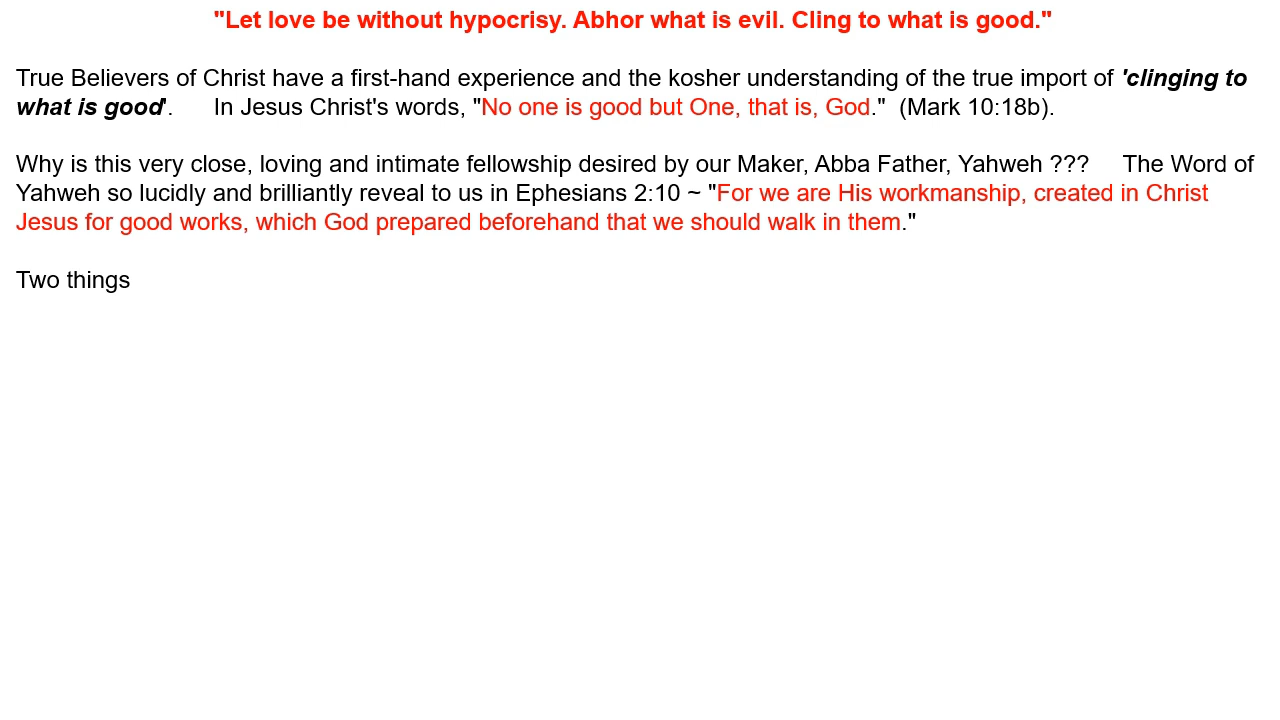 "Let love be without hypocrisy. Abhor what is evil. Cling to what is good."
True Believers of Christ have a first-hand experience and the kosher understanding of the true import of 'clinging to
what is good'. In Jesus Christ's words, "No one is good but One, that is, God." (Mark 10:18b).
Why is this very close, loving and intimate fellowship desired by our Maker, Abba Father, Yahweh ??? The Word of
Yahweh so lucidly and brilliantly reveal to us in Ephesians 2:10 ~ "For we are His workmanship, created in Christ
Jesus for good works, which God prepared beforehand that we should walk in them."
Two things